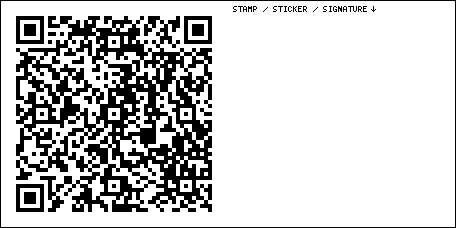 STAMP / STICKER / SIGNATURE ↓